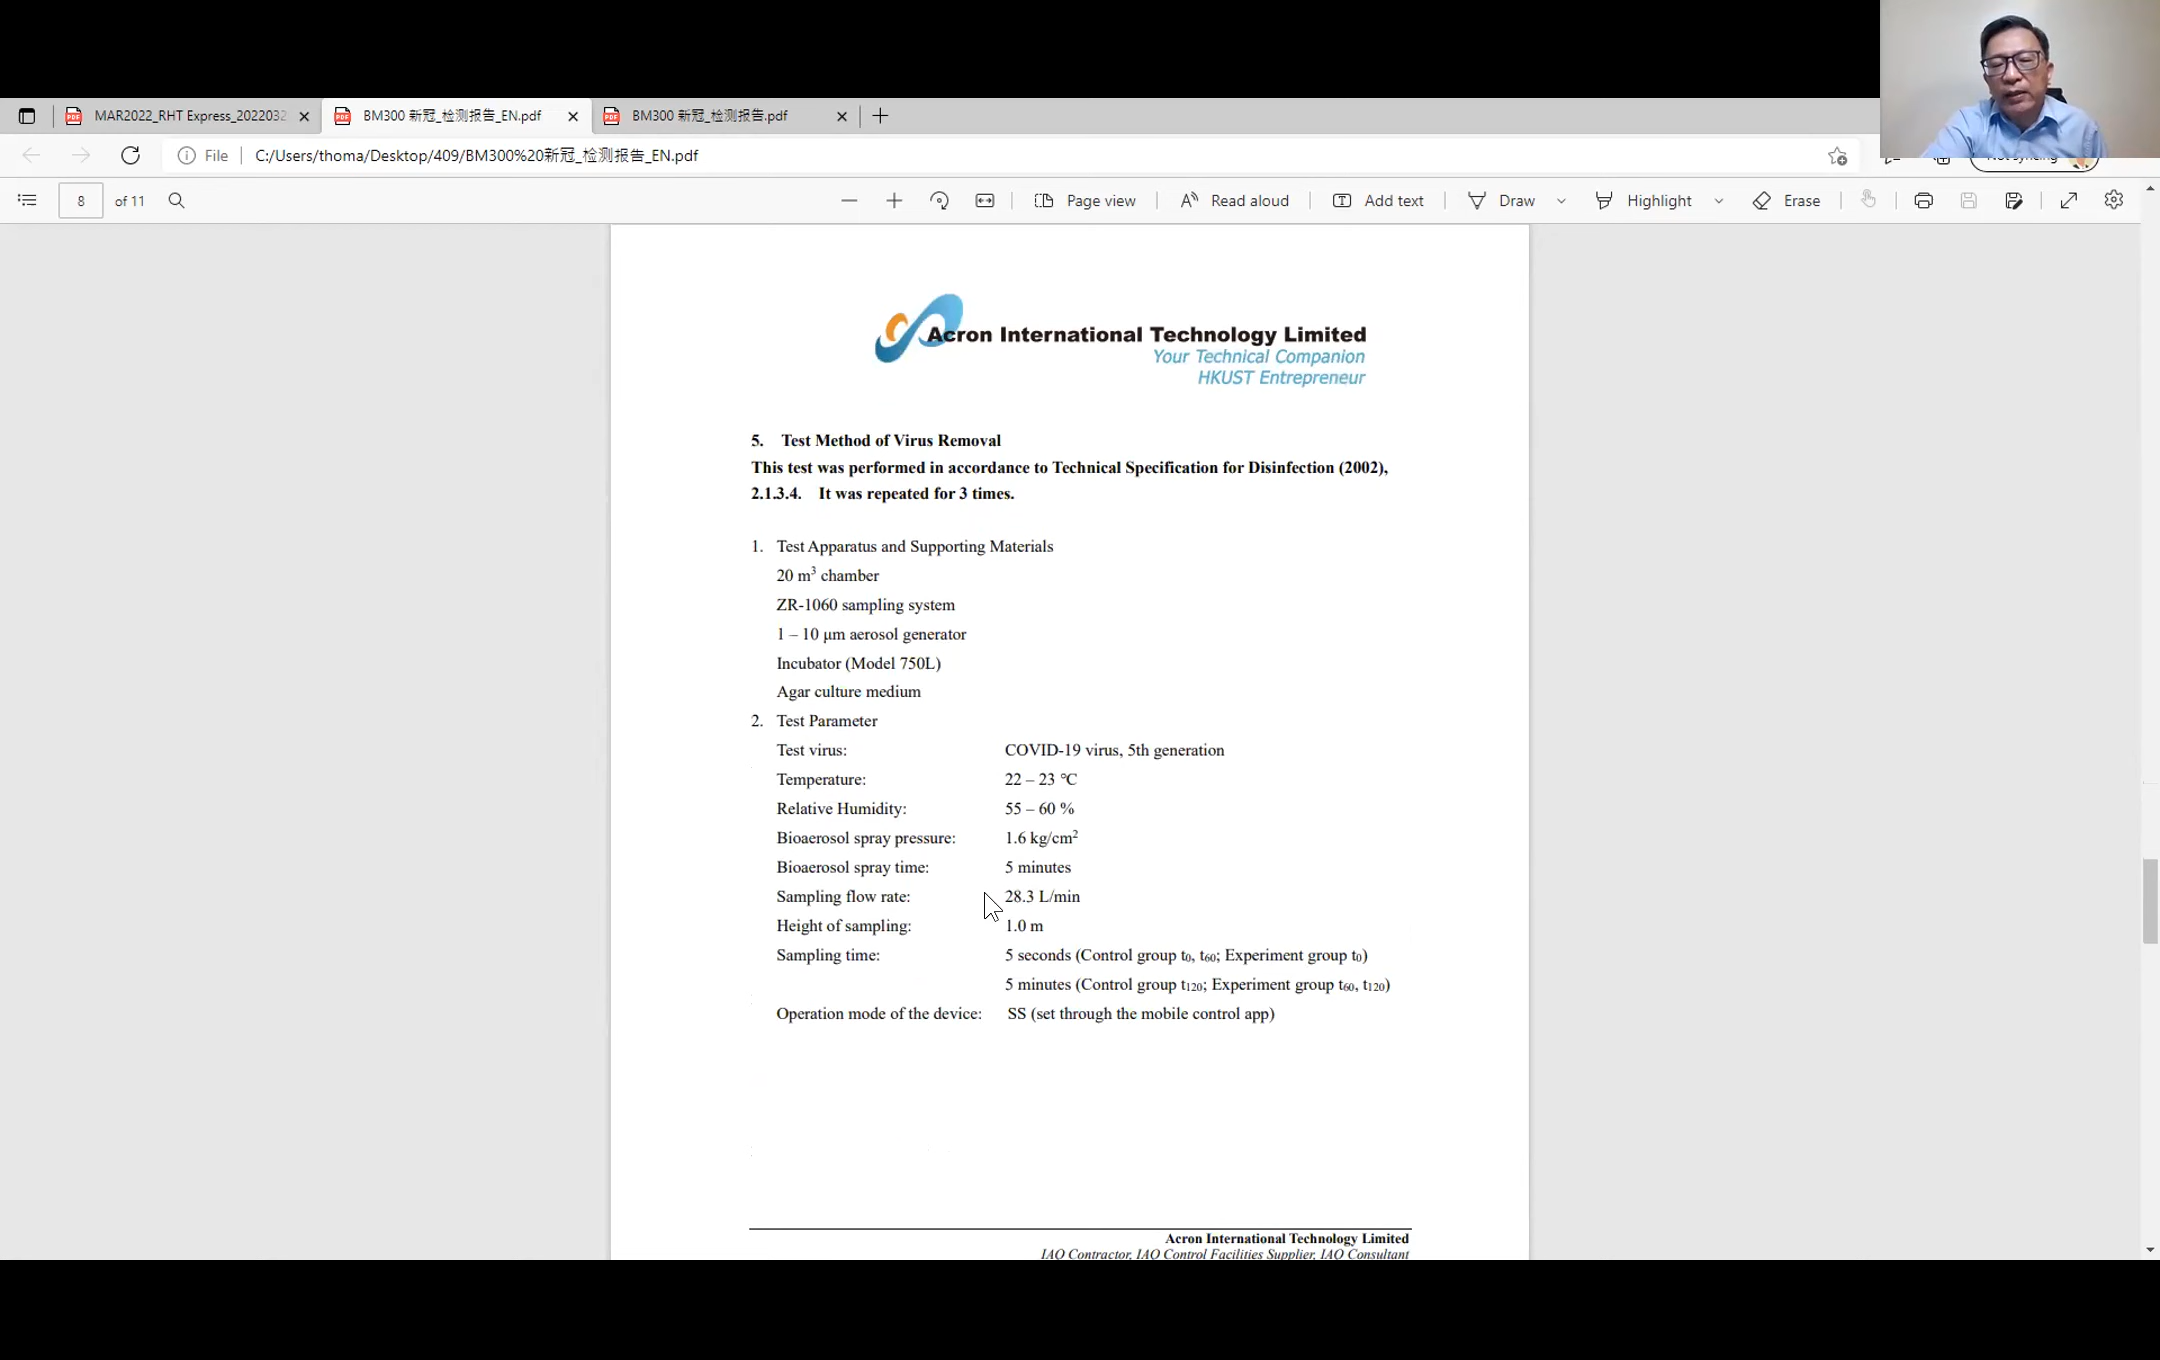 MAR2022_RHT Express_2022032
BM300 新冠_检测报告_EN.pdf
BM300 新冠_检测报告.pdf
File
C:/Users/thoma/Desktop/409/BM300%20新冠_检测报告_EN.pdf
8 of 11
Page view
Read aloud
Add text
Draw
Highlight
Erase
Acron International Technology Limited
Your Technical Companion
HKUST Entrepreneur
5. Test Method of Virus Removal
This test was performed in accordance to Technical Specification for Disinfection (2002),
2.1.3.4. It was repeated for 3 times.
1. Test Apparatus and Supporting Materials
20 m³ chamber
ZR-1060 sampling system
1 – 10 μm aerosol generator
Incubator (Model 750L)
Agar culture medium
2. Test Parameter
Test virus: COVID-19 virus, 5th generation
Temperature: 22 – 23 ℃
Relative Humidity: 55 – 60 %
Bioaerosol spray pressure: 1.6 kg/cm²
Bioaerosol spray time: 5 minutes
Sampling flow rate: 28.3 L/min
Height of sampling: 1.0 m
Sampling time: 5 seconds (Control group t₀, t₆₀; Experiment group t₀)
5 minutes (Control group t₁₂₀; Experiment group t₆₀, t₁₂₀)
Operation mode of the device: SS (set through the mobile control app)
Acron International Technology Limited
IAQ Contractor, IAQ Control Facilities Supplier, IAQ Consultant